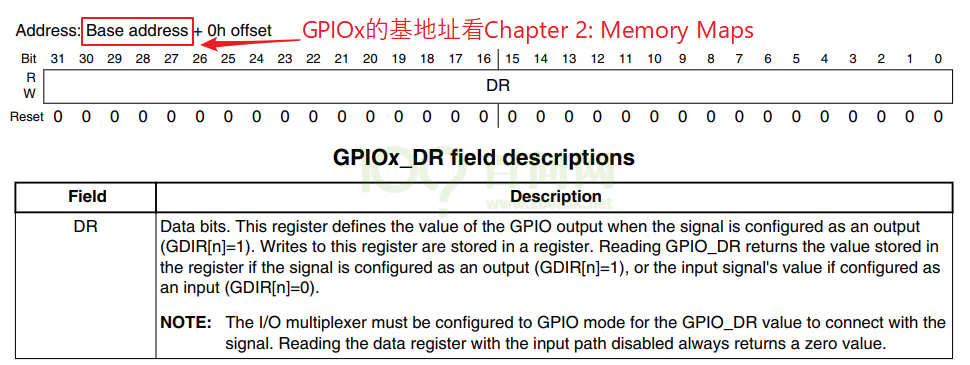 Address: Base address + 0h offset GPIOx的基地址看Chapter 2: Memory Maps
Bit 31 30 29 28 27 26 25 24 23 22 21 20 19 18 17 16 15 14 13 12 11 10 9 8 7 6 5 4 3 2 1 0
R
DR
W
Reset 0 0 0 0 0 0 0 0 0 0 0 0 0 0 0 0 0 0 0 0 0 0 0 0 0 0 0 0 0 0 0 0
GPIOx_DR field descriptions
百问网
www.100ask.net
Field Description
DR Data bits. This register defines the value of the GPIO output when the signal is configured as an output
(GDIR[n]=1). Writes to this register are stored in a register. Reading GPIO_DR returns the value stored in
the register if the signal is configured as an output (GDIR[n]=1), or the input signal's value if configured as
an input (GDIR[n]=0).
NOTE: The I/O multiplexer must be configured to GPIO mode for the GPIO_DR value to connect with the
signal. Reading the data register with the input path disabled always returns a zero value.